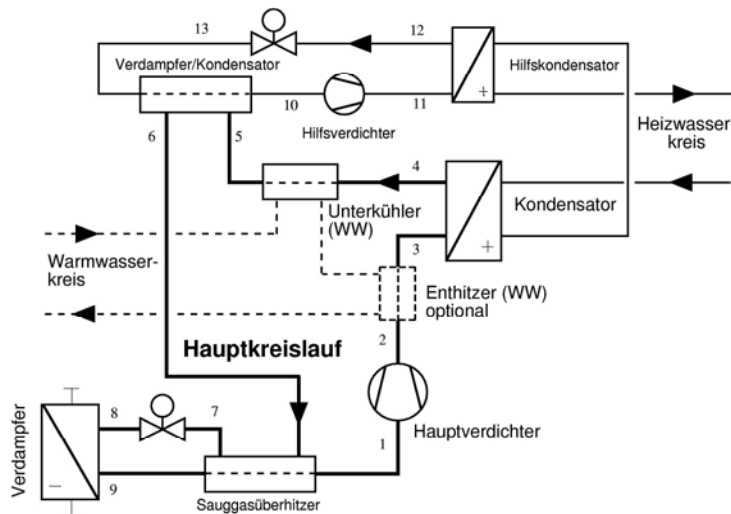 13
12
Verdampfer/Kondensator
Hilfskondensator
10
11
+
Hilfsverdichter
Heizwasser-
kreis
6
5
4
Unterkühler
(WW)
Kondensator
+
3
Warmwasser-
kreis
Enthitzer (WW)
optional
2
Hauptkreislauf
Verdampfer
8
7
Hauptverdichter
1
−
9
Sauggasüberhitzer